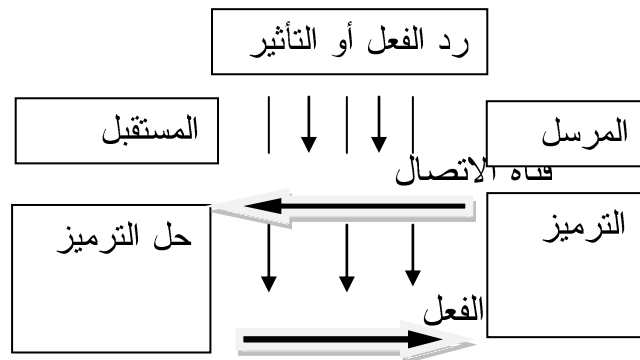 رد الفعل أو التأثير
المرسل
المستقبل
قناة الاتصال
الترميز
حل الترميز
الفعل